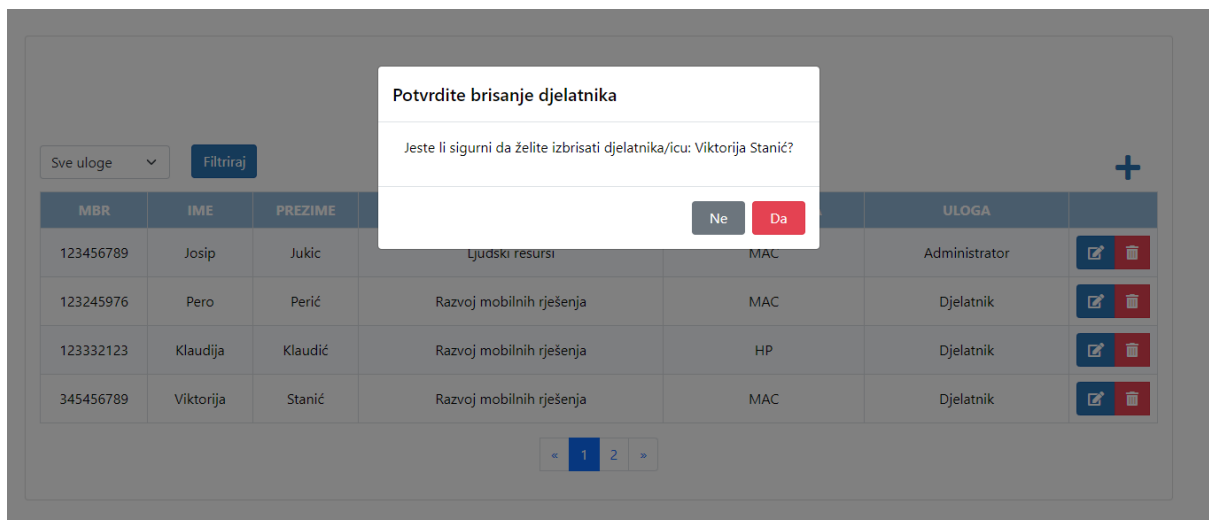 Potvrdite brisanje djelatnika
Jeste li sigurni da želite izbrisati djelatnika/icu: Viktorija Stanić?
Ne Da
Sve uloge Filtriraj
MBR IME PREZIME ULOGA
123456789 Josip Jukic Ljudski resursi MAC Administrator
123245976 Pero Perić Razvoj mobilnih rješenja MAC Djelatnik
123332123 Klaudija Klaudić Razvoj mobilnih rješenja HP Djelatnik
345456789 Viktorija Stanić Razvoj mobilnih rješenja MAC Djelatnik
« 1 2 »